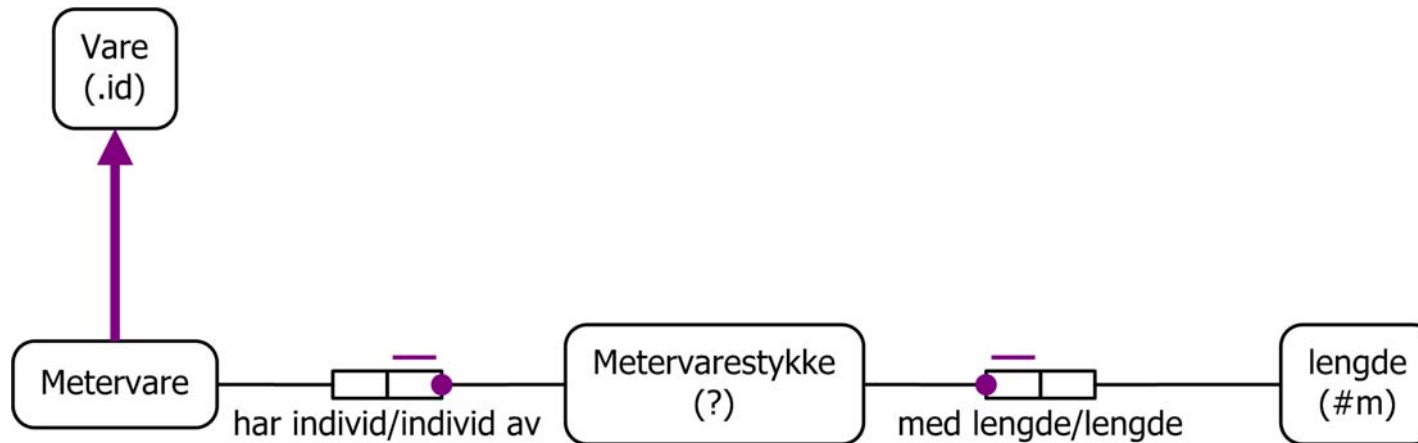 Vare
(.id)
Metervare
har individ/individ av
Metervarestykke
(?)
med lengde/lengde
lengde
(#m)